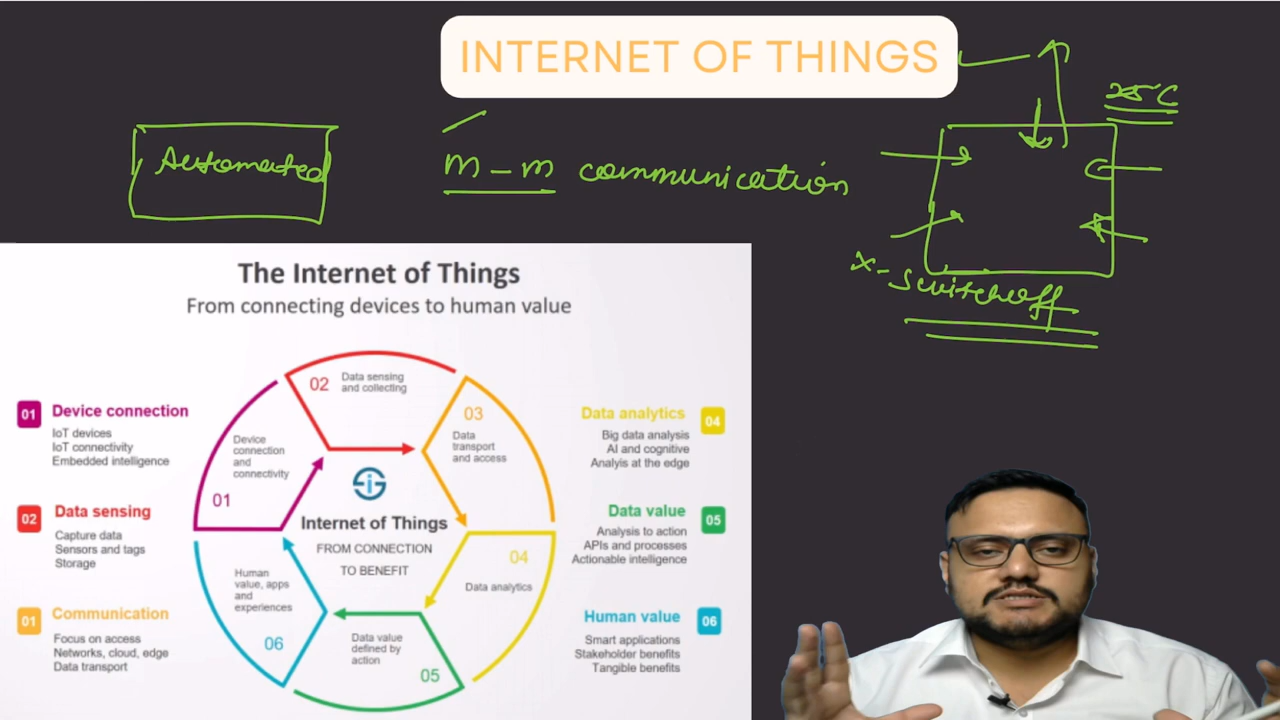 INTERNET OF THINGS
25°C
Automated
m-m communication
x- Switchoff
The Internet of Things
From connecting devices to human value
01 Device connection
IoT devices
IoT connectivity
Embedded intelligence
02 Data sensing
Capture data
Sensors and tags
Storage
01 Communication
Focus on access
Networks, cloud, edge
Data transport
02 Data sensing
and collecting
03
Data
transport
and access
Device
connection
and
connectivity
01
Internet of Things
FROM CONNECTION
TO BENEFIT
04
Data analytics
Human
value, apps
and
experiences
06
Data value
defined by
action
05
Data analytics 04
Big data analysis
AI and cognitive
Analyis at the edge
Data value 05
Analysis to action
APIs and processes
Actionable intelligence
Human value 06
Smart applications
Stakeholder benefits
Tangible benefits